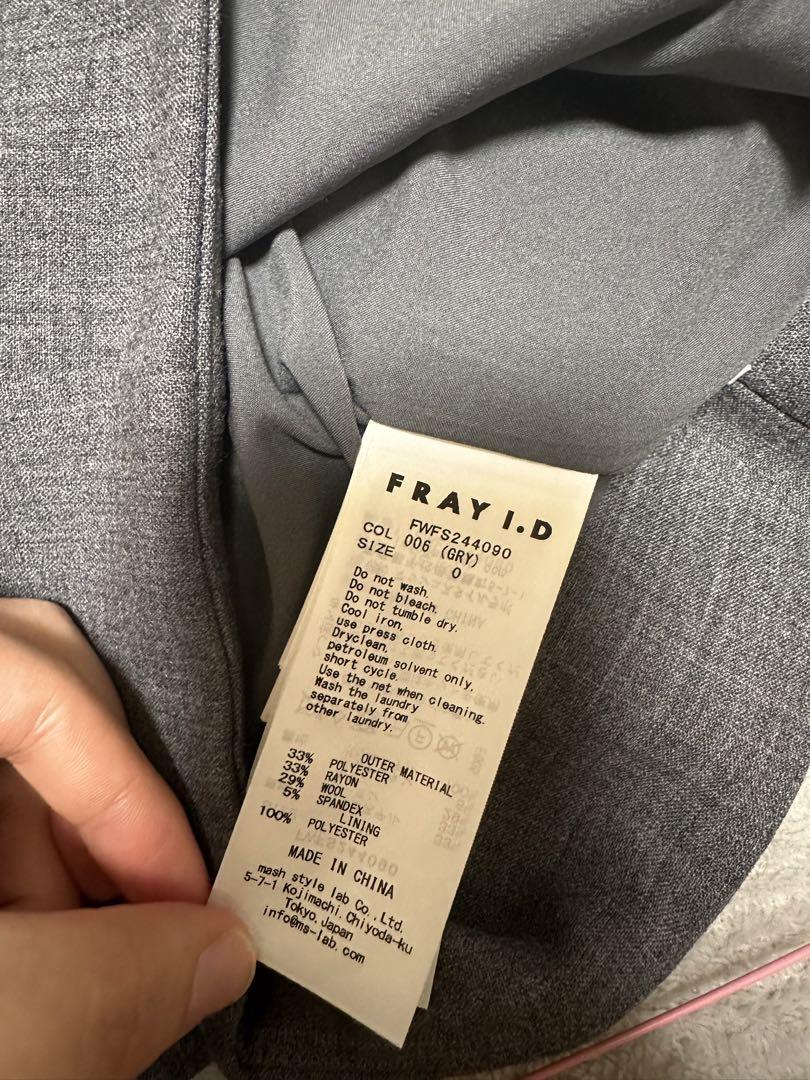 FRAY I.D
FWFS244090
COL 006 (GRY)
SIZE 0
Do not wash.
Do not bleach.
Do not tumble dry.
Cool iron,
use press cloth.
Dryclean,
petroleum solvent only,
short cycle.
Use the net when cleaning.
Wash the laundry
separately from
other laundry.
OUTER MATERIAL
33% POLYESTER
33% RAYON
29% WOOL
5% SPANDEX
LINING
100% POLYESTER
MADE IN CHINA
mash style lab Co.,Ltd.
5-7-1 Kojimachi,Chiyoda-ku
Tokyo,Japan
info@ms-lab.com